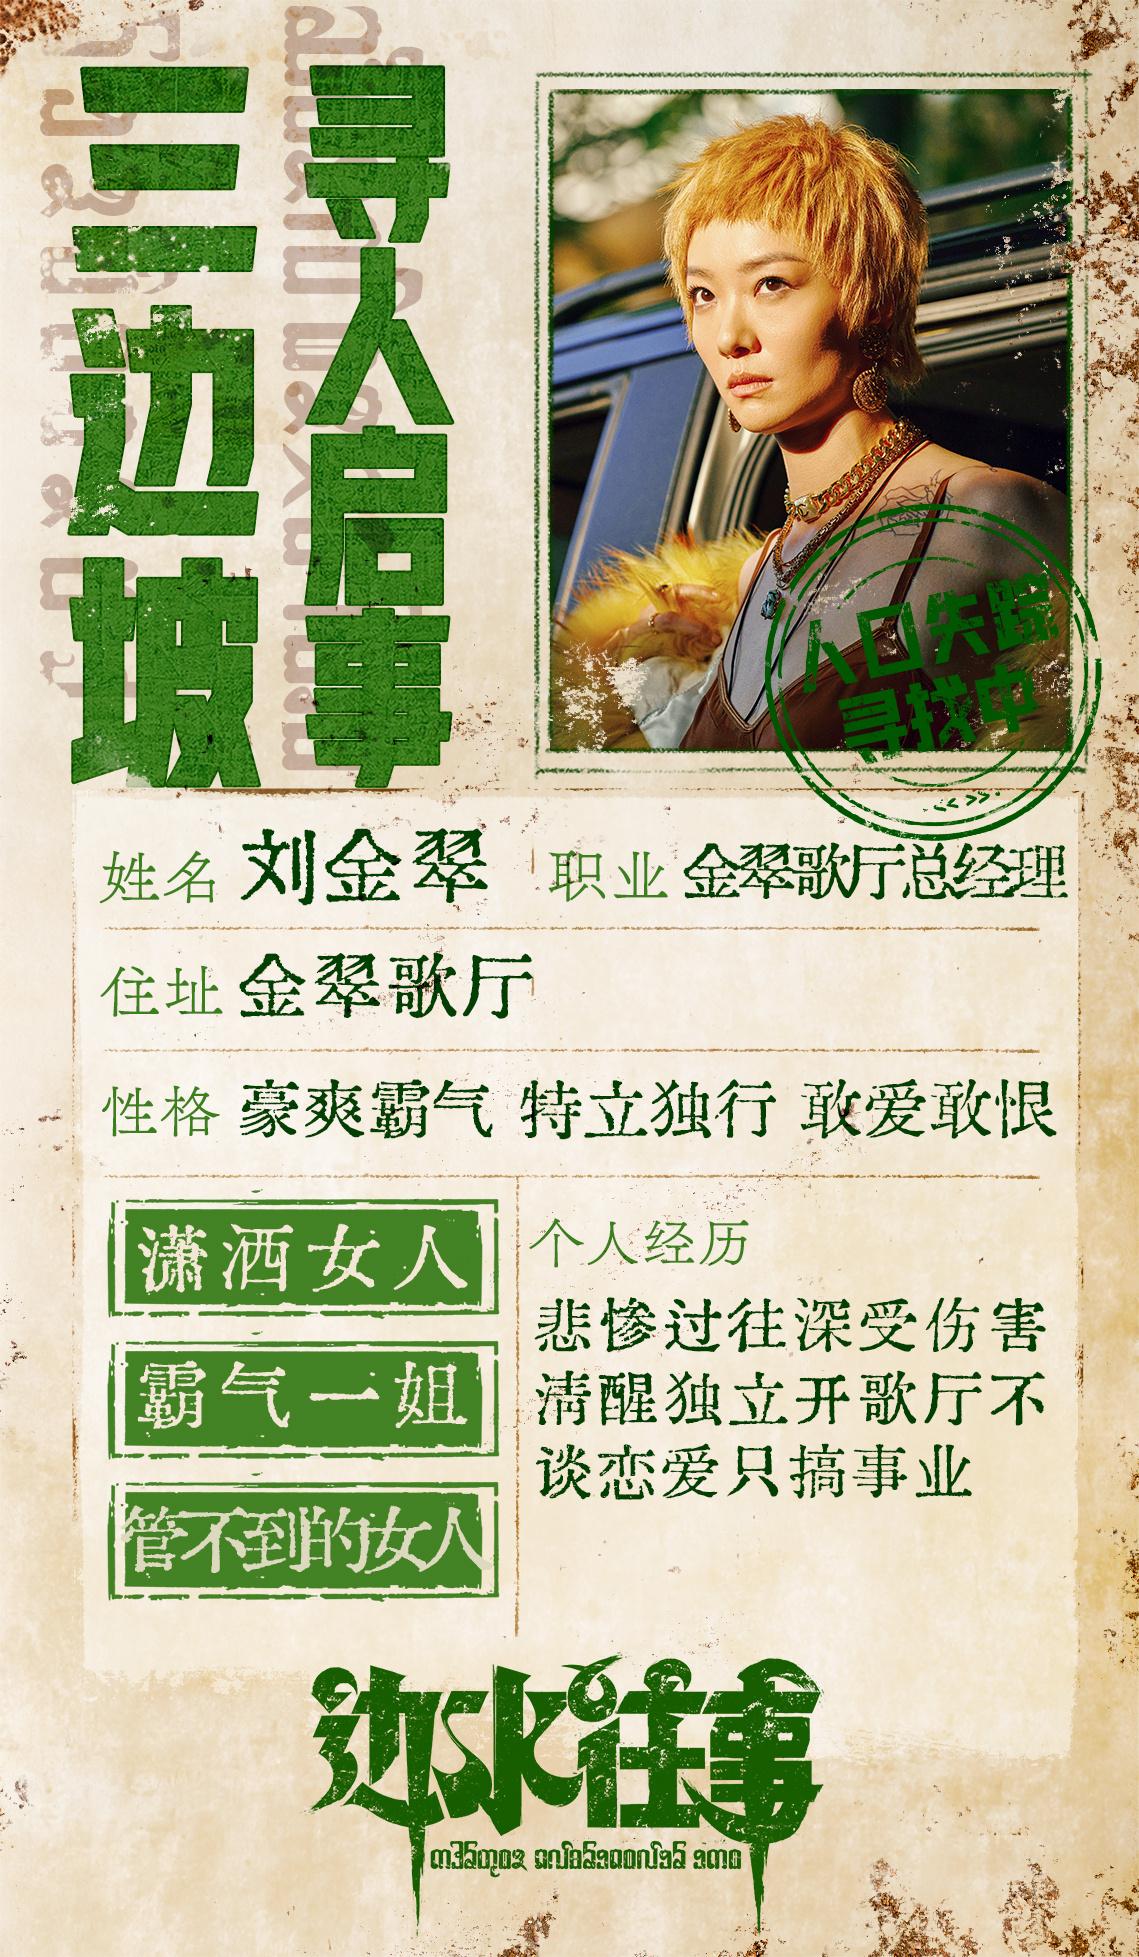 三边坡
寻人启事
人口失踪
寻找中
姓名 刘金翠 职业 金翠歌厅总经理
住址 金翠歌厅
性格 豪爽霸气 特立独行 敢爱敢恨
潇洒女人
霸气一姐
管不到的女人
个人经历
悲惨过往深受伤害
清醒独立开歌厅不
谈恋爱只搞事业
边水往事